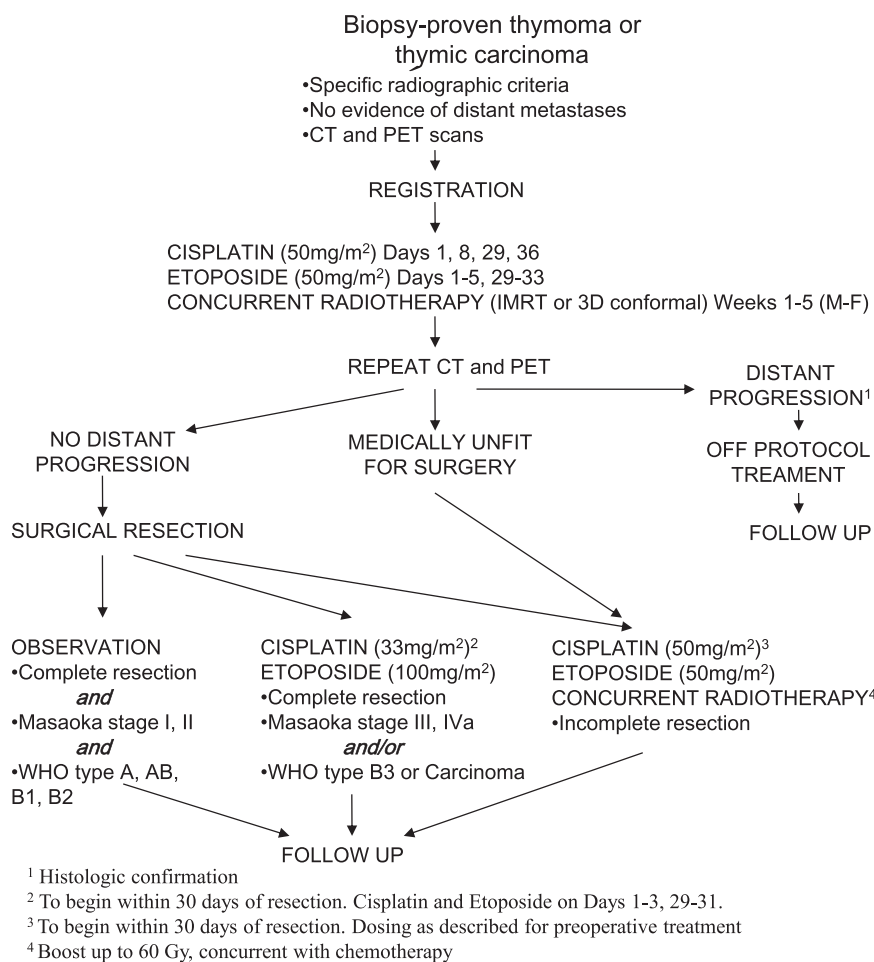 Biopsy-proven thymoma or
thymic carcinoma
•Specific radiographic criteria
•No evidence of distant metastases
•CT and PET scans
REGISTRATION
CISPLATIN (50mg/m²) Days 1, 8, 29, 36
ETOPOSIDE (50mg/m²) Days 1-5, 29-33
CONCURRENT RADIOTHERAPY (IMRT or 3D conformal) Weeks 1-5 (M-F)
REPEAT CT and PET
NO DISTANT
PROGRESSION
MEDICALLY UNFIT
FOR SURGERY
DISTANT
PROGRESSION¹
OFF PROTOCOL
TREAMENT
FOLLOW UP
SURGICAL RESECTION
OBSERVATION
•Complete resection
and
•Masaoka stage I, II
and
•WHO type A, AB,
B1, B2
CISPLATIN (33mg/m²)²
ETOPOSIDE (100mg/m²)
•Complete resection
•Masaoka stage III, IVa
and/or
•WHO type B3 or Carcinoma
CISPLATIN (50mg/m²)³
ETOPOSIDE (50mg/m²)
CONCURRENT RADIOTHERAPY⁴
•Incomplete resection
FOLLOW UP
¹ Histologic confirmation
² To begin within 30 days of resection. Cisplatin and Etoposide on Days 1-3, 29-31.
³ To begin within 30 days of resection. Dosing as described for preoperative treatment
⁴ Boost up to 60 Gy, concurrent with chemotherapy